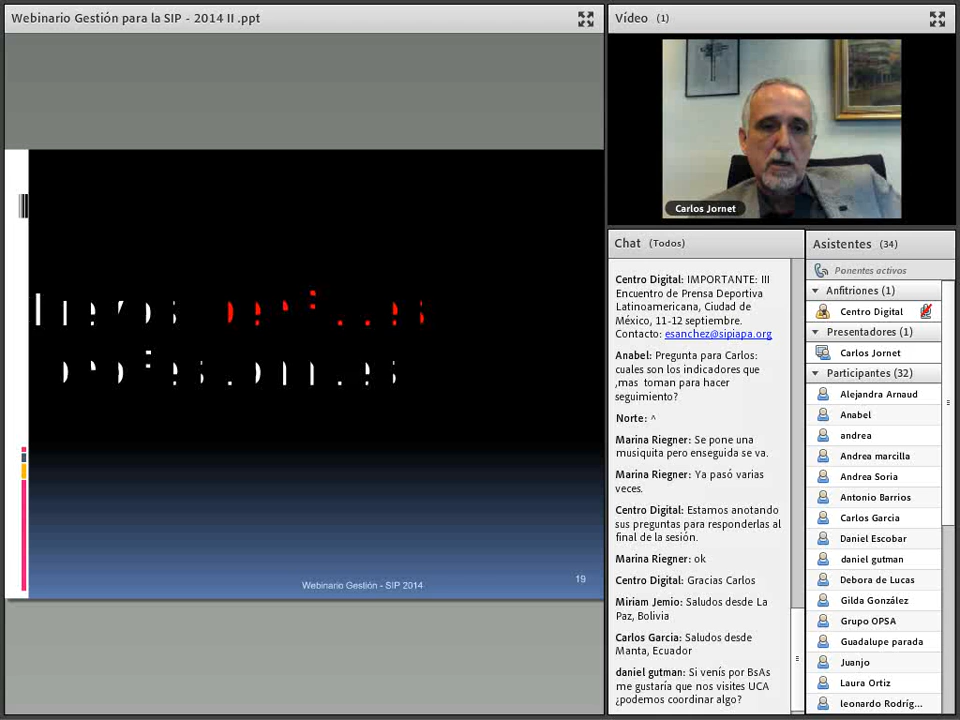 Webinario Gestión para la SIP - 2014 II .ppt
Webinario Gestión - SIP 2014
19
Vídeo (1)
Carlos Jornet
Chat (Todos)
Centro Digital: IMPORTANTE: III
Encuentro de Prensa Deportiva
Latinoamericana, Ciudad de
México, 11-12 septiembre.
Contacto: esanchez@sipiapa.org
Anabel: Pregunta para Carlos:
cuales son los indicadores que
,mas toman para hacer
seguimiento?
Norte: ^
Marina Riegner: Se pone una
musiquita pero enseguida se va.
Marina Riegner: Ya pasó varias
veces.
Centro Digital: Estamos anotando
sus preguntas para responderlas al
final de la sesión.
Marina Riegner: ok
Centro Digital: Gracias Carlos
Miriam Jemio: Saludos desde La
Paz, Bolivia
Carlos Garcia: Saludos desde
Manta, Ecuador
daniel gutman: Si venís por BsAs
me gustaría que nos visites UCA
¿podemos coordinar algo?
Asistentes (34)
Ponentes activos
Anfitriones (1)
Centro Digital
Presentadores (1)
Carlos Jornet
Participantes (32)
Alejandra Arnaud
Anabel
andrea
Andrea marcilla
Andrea Soria
Antonio Barrios
Carlos Garcia
Daniel Escobar
daniel gutman
Debora de Lucas
Gilda González
Grupo OPSA
Guadalupe parada
Juanjo
Laura Ortiz
leonardo Rodríg...